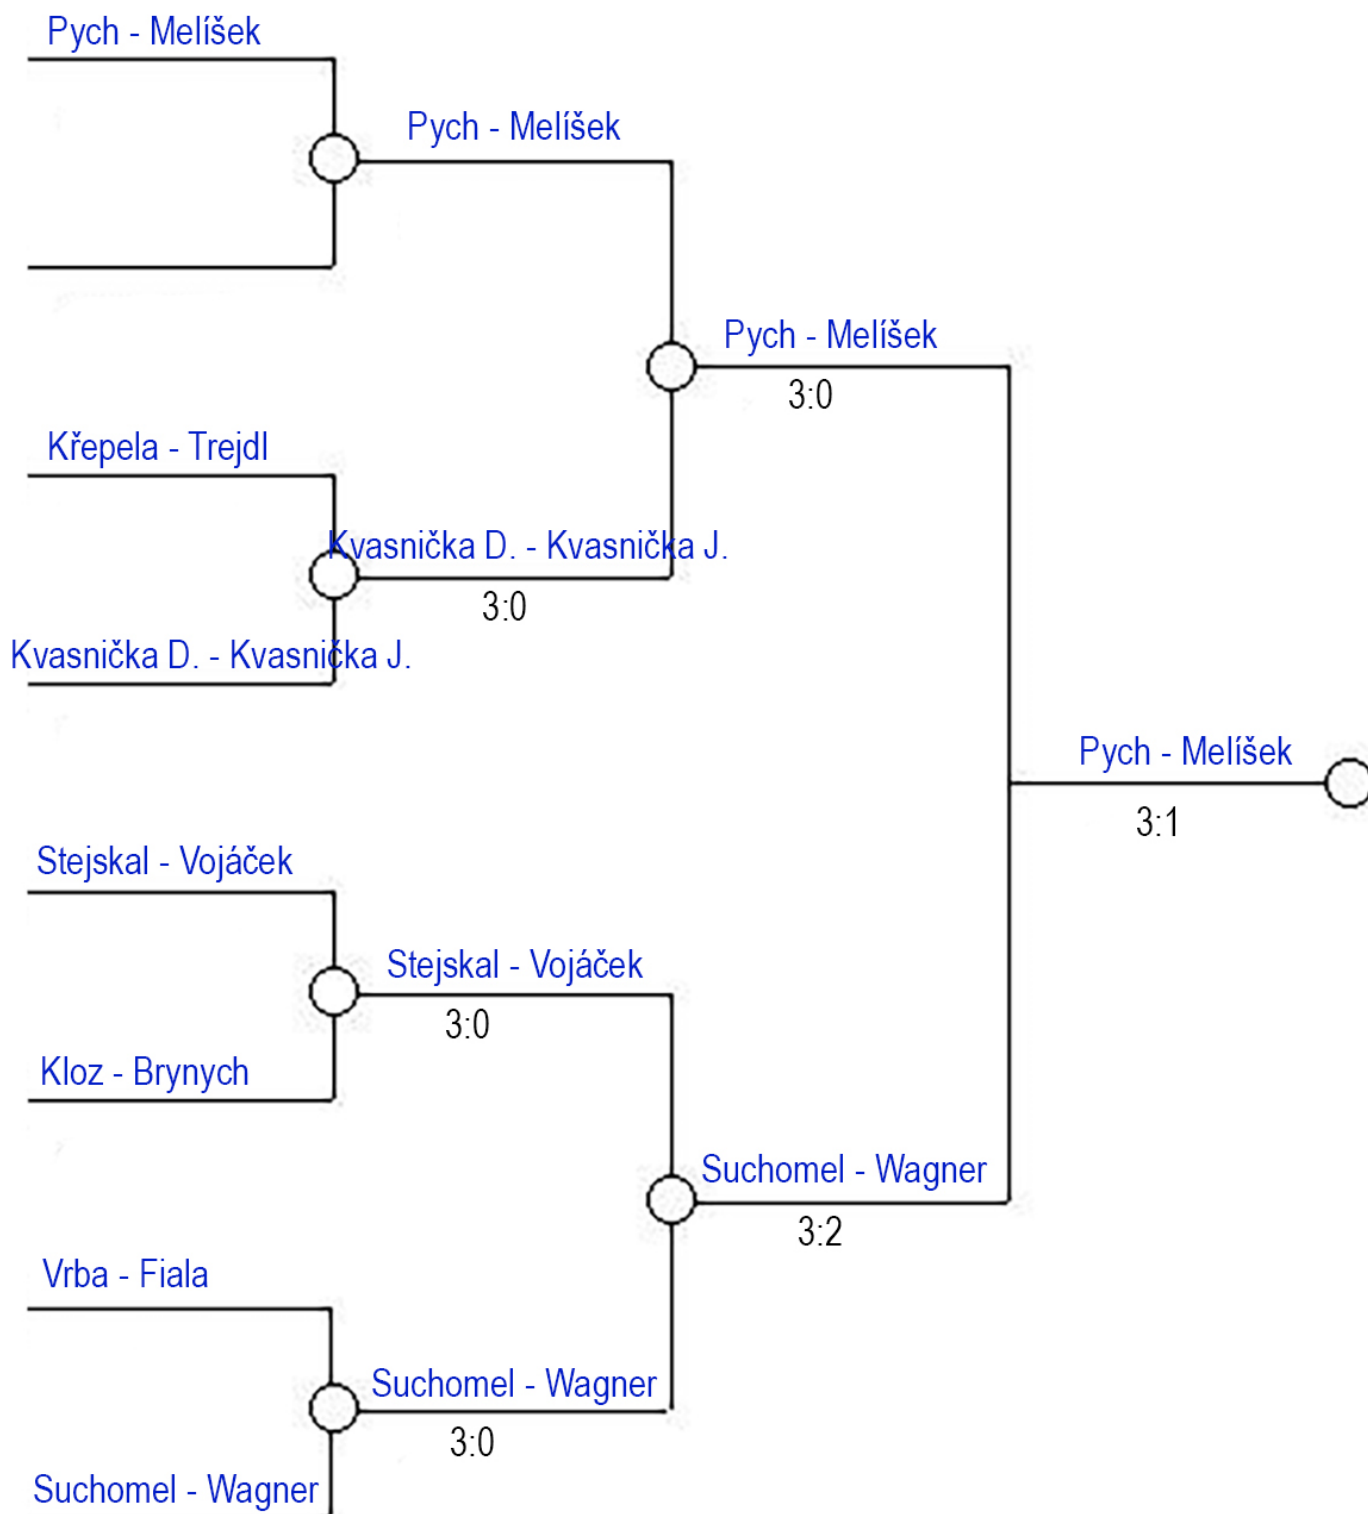 Pych - Melíšek
Pych - Melíšek
Pych - Melíšek
3:0
Křepela - Trejdl
Kvasnička D. - Kvasnička J.
3:0
Kvasnička D. - Kvasnička J.
Pych - Melíšek
3:1
Stejskal - Vojáček
Stejskal - Vojáček
3:0
Kloz - Brynych
Suchomel - Wagner
3:2
Vrba - Fiala
Suchomel - Wagner
3:0
Suchomel - Wagner